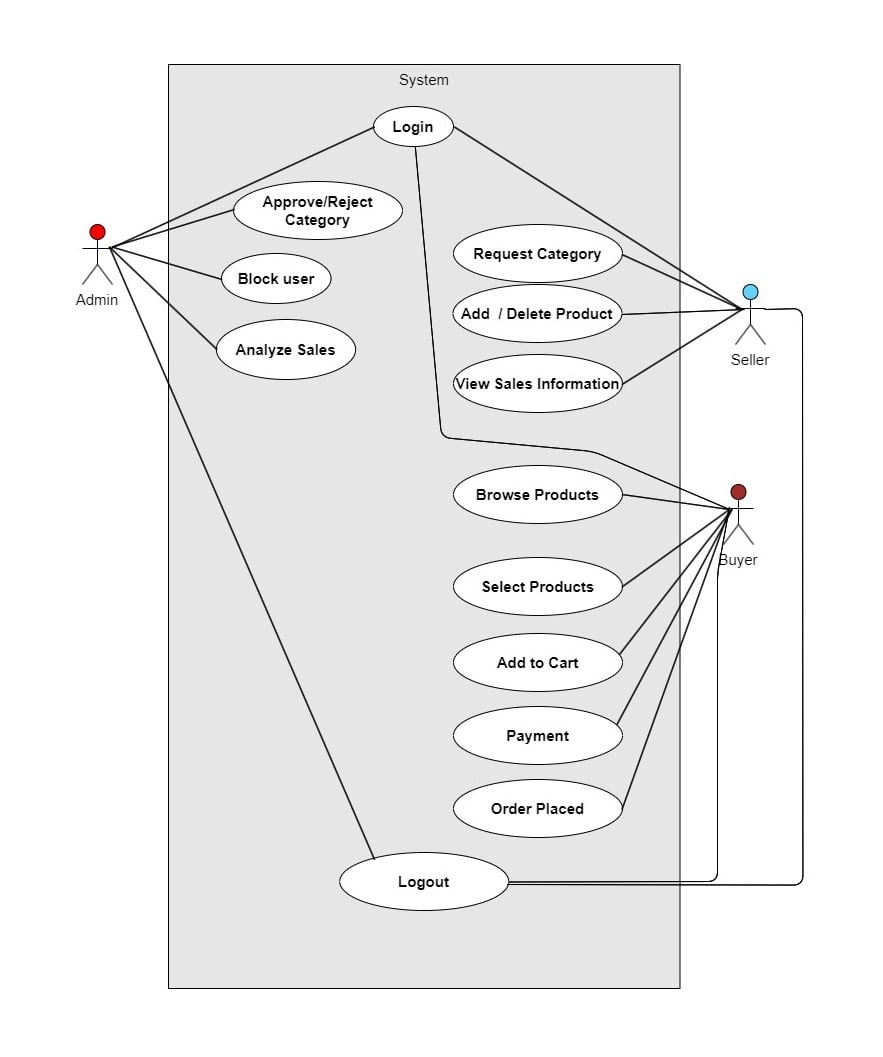 System
Login
Approve/Reject
Category
Admin
Block user
Analyze Sales
Request Category
Add / Delete Product
View Sales Information
Seller
Browse Products
Select Products
Buyer
Add to Cart
Payment
Order Placed
Logout